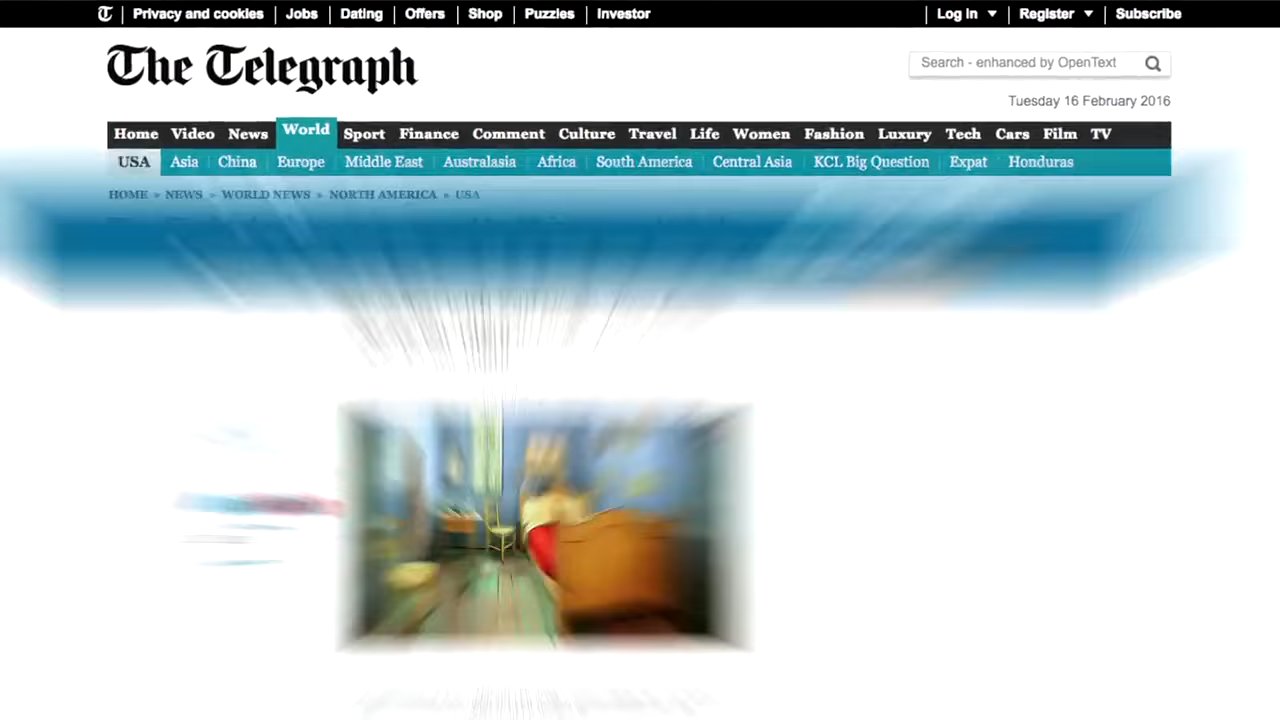 Privacy and cookies Jobs Dating Offers Shop Puzzles Investor Log in Register Subscribe
The Telegraph
Search - enhanced by OpenText
Tuesday 16 February 2016
Home Video News World Sport Finance Comment Culture Travel Life Women Fashion Luxury Tech Cars Film TV
USA Asia China Europe Middle East Australasia Africa South America Central Asia KCL Big Question Expat Honduras
HOME » NEWS » WORLD NEWS » NORTH AMERICA » USA